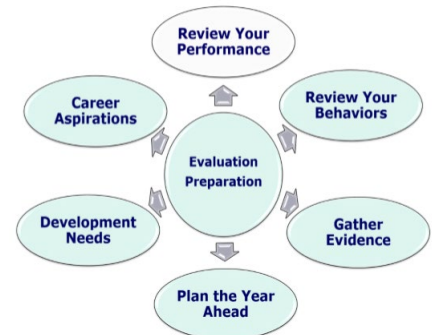 Review Your
Performance
Career
Aspirations
Review Your
Behaviors
Evaluation
Preparation
Development
Needs
Gather
Evidence
Plan the Year
Ahead